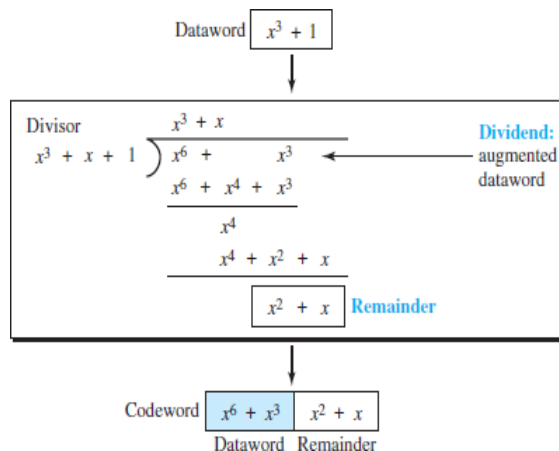 Dataword x³ + 1
Divisor x³ + x Dividend:
x³ + x + 1 x⁶ + x³ augmented
x⁶ + x⁴ + x³ dataword
x⁴
x⁴ + x² + x
x² + x Remainder
Codeword x⁶ + x³ x² + x
Dataword Remainder